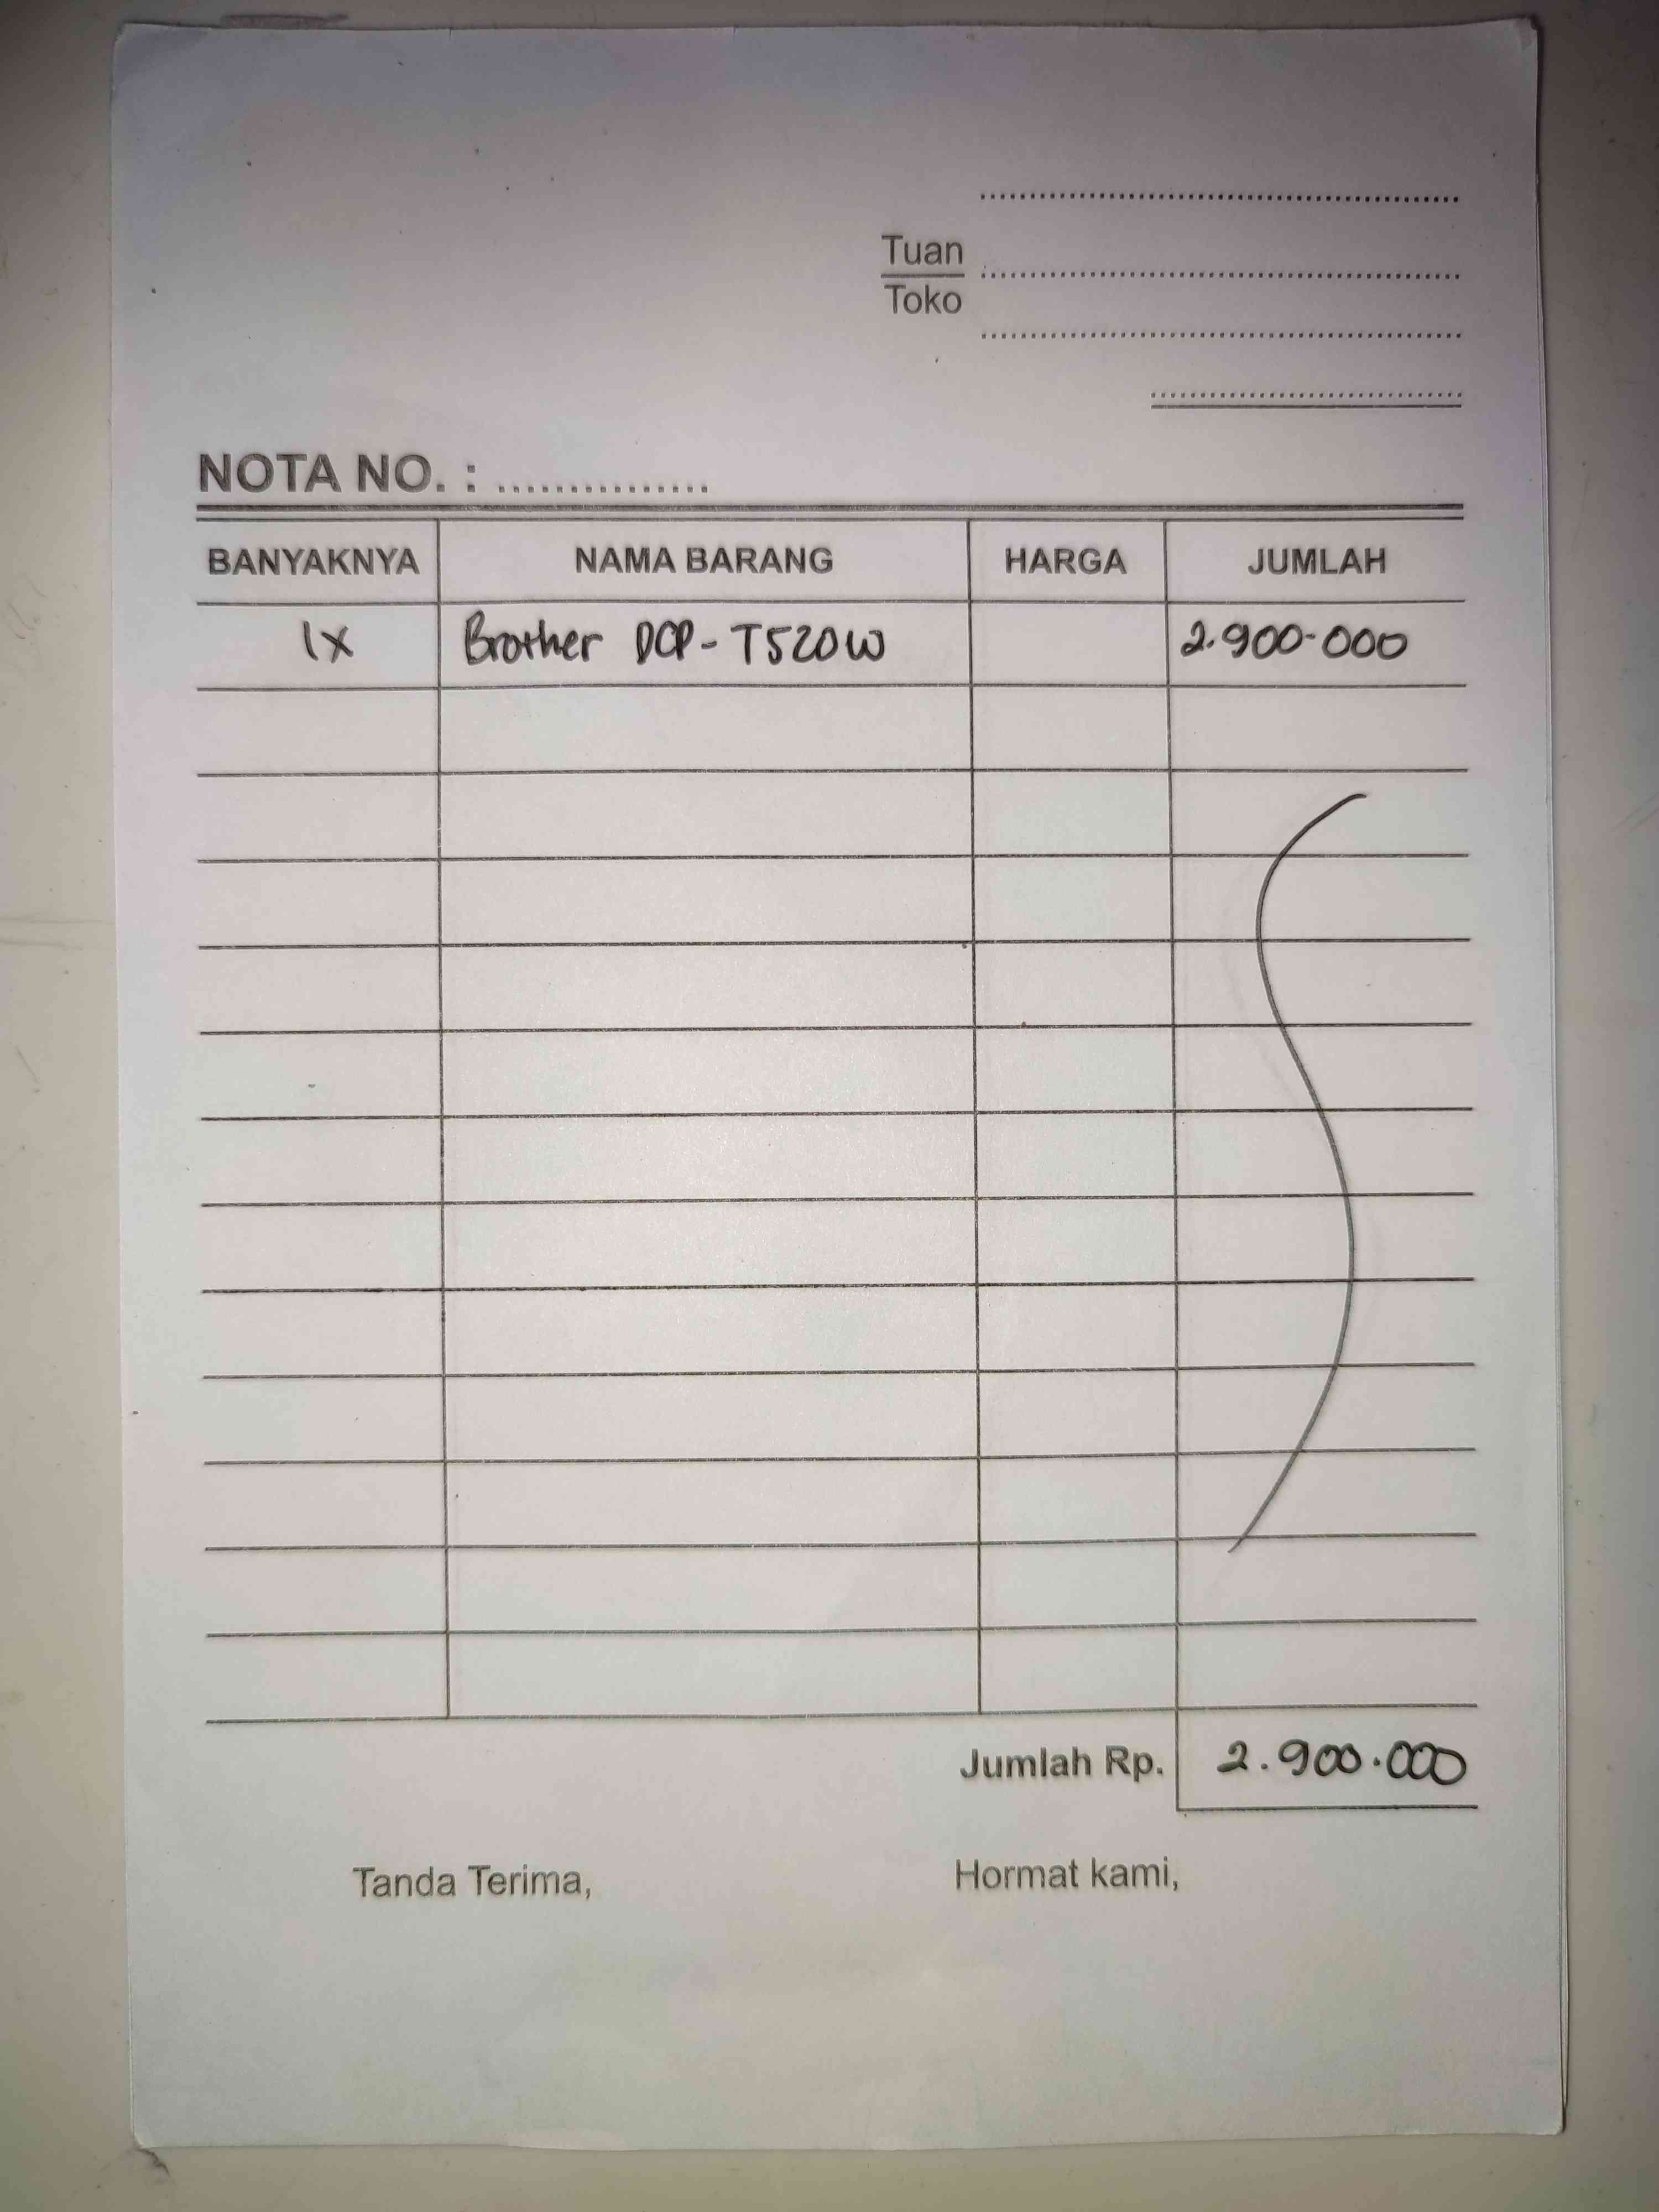 Tuan
Toko
NOTA NO. : ...............
BANYAKNYA NAMA BARANG HARGA JUMLAH
1x Brother DCP-T520W 2.900.000
Jumlah Rp. 2.900.000
Tanda Terima, Hormat kami,